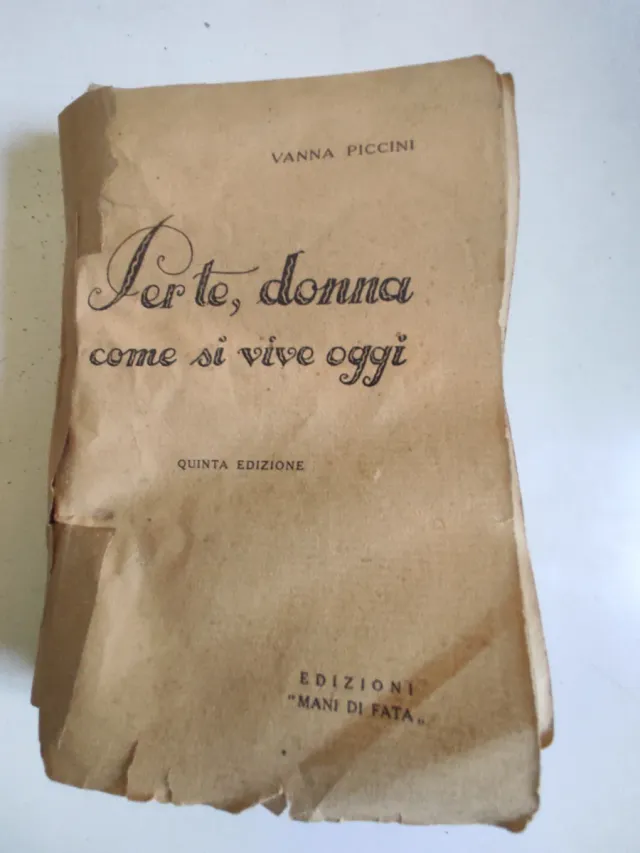 VANNA PICCINI
Per te, donna
come si vive oggi
QUINTA EDIZIONE
EDIZIONI
"MANI DI FATA„